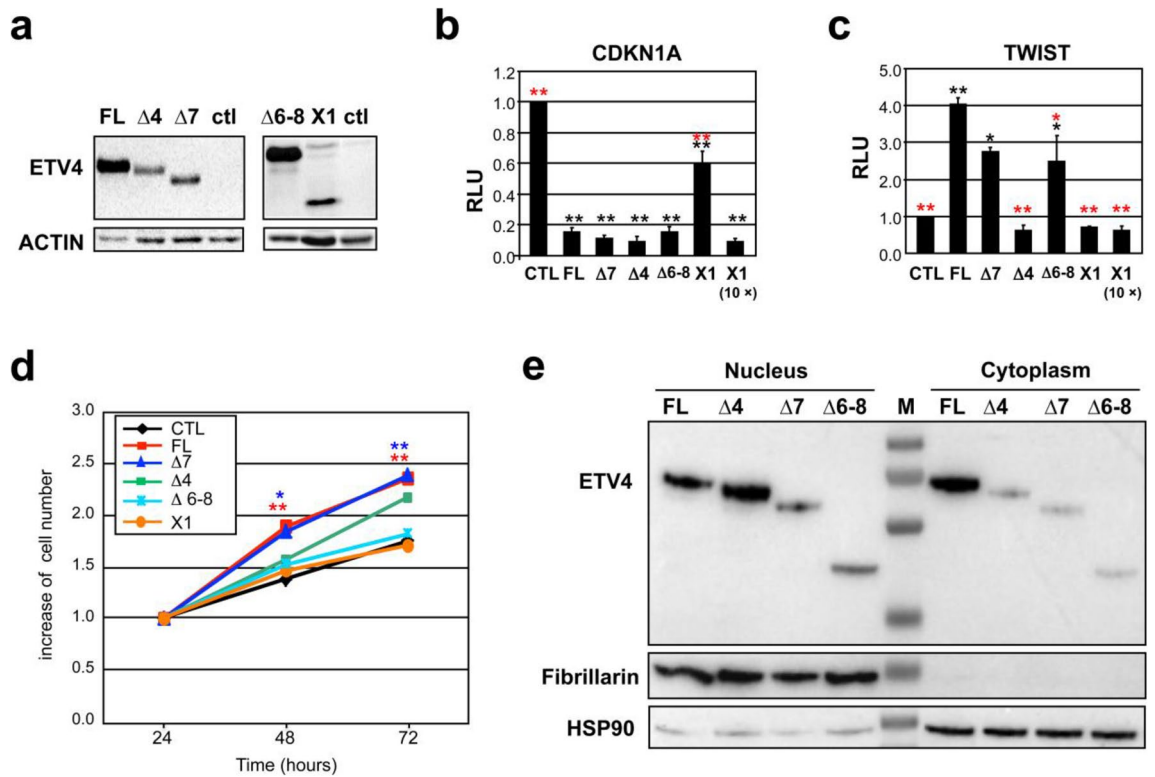 a
FL Δ4 Δ7 ctl
Δ6-8 X1 ctl
ETV4
ACTIN
b
CDKN1A
RLU
1.2
1.0
0.8
0.6
0.4
0.2
0.0
**
**
**
**
**
**
**
**
CTL FL Δ7 Δ4 Δ6-8 X1 X1
(10 ×)
c
TWIST
RLU
5.0
4.0
3.0
2.0
1.0
0.0
**
**
*
**
*
*
**
**
CTL FL Δ7 Δ4 Δ6-8 X1 X1
(10 ×)
d
increase of cell number
3.0
2.5
2.0
1.5
1.0
0.5
0.0
CTL
FL
Δ7
Δ4
Δ 6-8
X1
*
**
**
**
24 48 72
Time (hours)
e
Nucleus Cytoplasm
FL Δ4 Δ7 Δ6-8 M FL Δ4 Δ7 Δ6-8
ETV4
Fibrillarin
HSP90